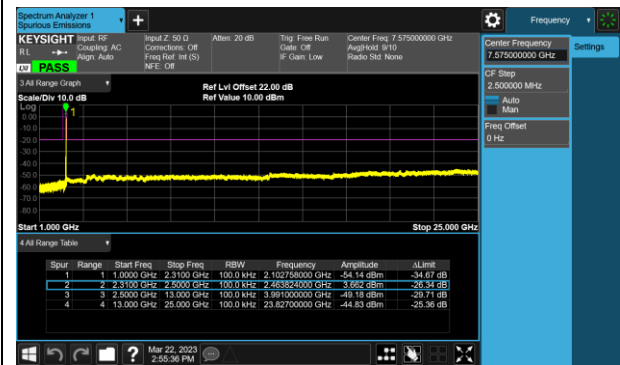 Spectrum Analyzer 1
Spurious Emissions
Frequency
KEYSIGHT Input: RF Input Z: 50 Ω Atten: 20 dB Trig: Free Run Center Freq: 7.575000000 GHz
RL Coupling: AC Corrections: Off Gate: Off Avg|Hold: 9/10
Align: Auto Freq Ref: Int (S) IF Gain: Low Radio Std: None
NFE: Off
LXI PASS
3 All Range Graph
Ref Lvl Offset 22.00 dB
Scale/Div 10.0 dB Ref Value 10.00 dBm
Log
1
0.00
-10.0
-20.0
-30.0
-40.0
-50.0
-60.0
-70.0
-80.0
Start 1.000 GHz Stop 25.000 GHz
4 All Range Table
Spur Range Start Freq Stop Freq RBW Frequency Amplitude ΔLimit
1 1 1.0000 GHz 2.3100 GHz 100.0 kHz 2.102758000 GHz -54.14 dBm -34.67 dB
2 2 2.3100 GHz 2.5000 GHz 100.0 kHz 2.463824000 GHz 3.662 dBm -26.34 dB
3 3 2.5000 GHz 13.000 GHz 100.0 kHz 3.991000000 GHz -49.18 dBm -29.71 dB
4 4 13.000 GHz 25.000 GHz 100.0 kHz 23.82700000 GHz -44.83 dBm -25.36 dB
Center Frequency
7.575000000 GHz
Settings
CF Step
2.500000 MHz
Auto
Man
Freq Offset
0 Hz
?
Mar 22, 2023
2:55:36 PM